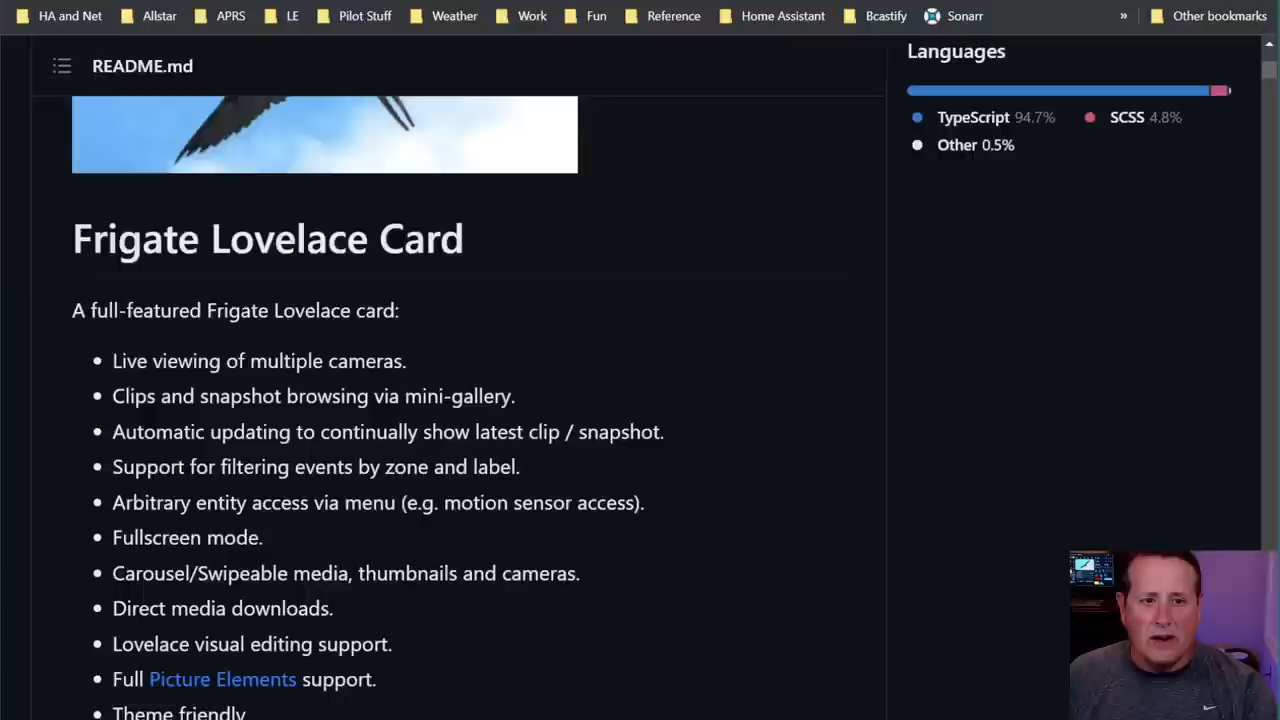 HA and Net Allstar APRS LE Pilot Stuff Weather Work Fun Reference Home Assistant Bcastify Sonarr » Other bookmarks
README.md
Languages
TypeScript 94.7% SCSS 4.8%
Other 0.5%
Frigate Lovelace Card
A full-featured Frigate Lovelace card:
• Live viewing of multiple cameras.
• Clips and snapshot browsing via mini-gallery.
• Automatic updating to continually show latest clip / snapshot.
• Support for filtering events by zone and label.
• Arbitrary entity access via menu (e.g. motion sensor access).
• Fullscreen mode.
• Carousel/Swipeable media, thumbnails and cameras.
• Direct media downloads.
• Lovelace visual editing support.
• Full Picture Elements support.
• Theme friendly